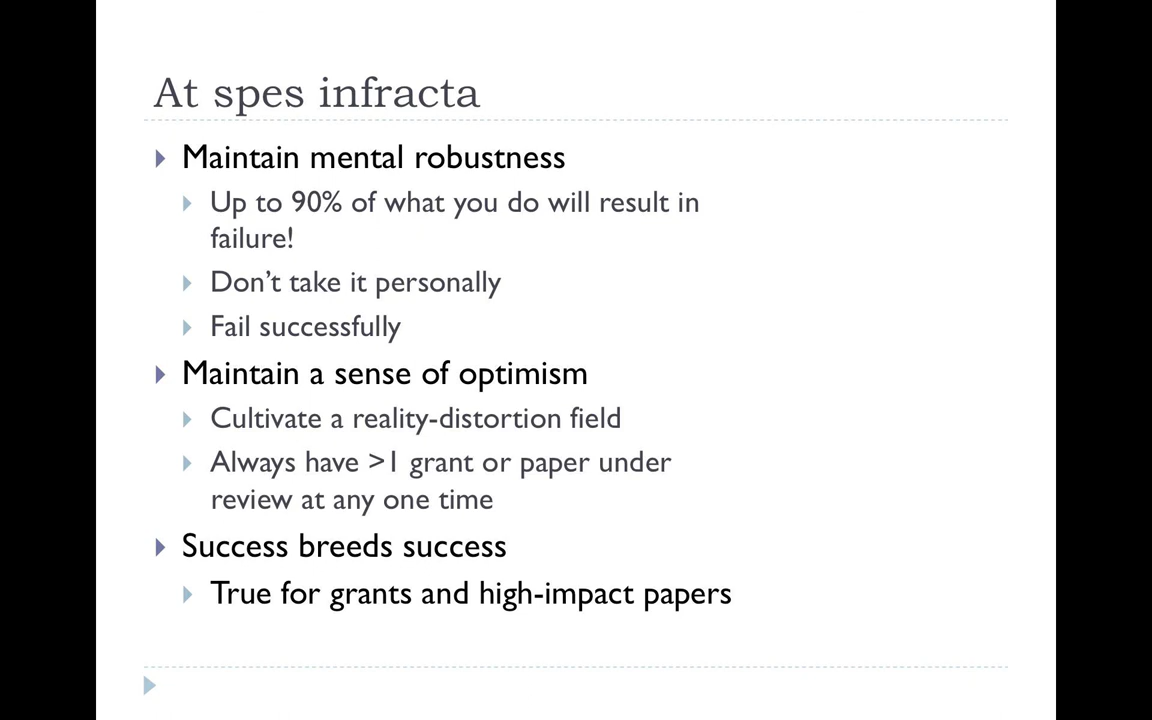 At spes infracta
Maintain mental robustness
Up to 90% of what you do will result in
failure!
Don’t take it personally
Fail successfully
Maintain a sense of optimism
Cultivate a reality-distortion field
Always have >1 grant or paper under
review at any one time
Success breeds success
True for grants and high-impact papers